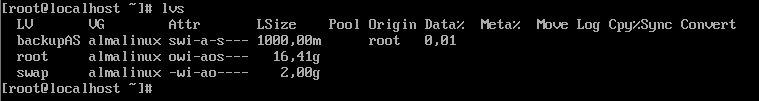 [root@localhost ~]# lvs
  LV       VG        Attr       LSize    Pool Origin Data%  Meta%  Move Log Cpy%Sync Convert
  backupAS almalinux swi-a-s--- 1000,00m      root   0,01
  root     almalinux owi-aos---   16,41g
  swap     almalinux -wi-ao----    2,00g
[root@localhost ~]#